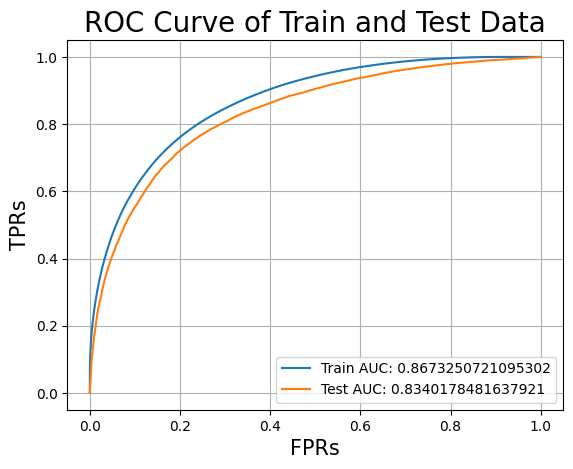 ROC Curve of Train and Test Data
TPRs
1.0
0.8
0.6
0.4
0.2
0.0
Train AUC: 0.8673250721095302
Test AUC: 0.8340178481637921
0.0 0.2 0.4 0.6 0.8 1.0
FPRs